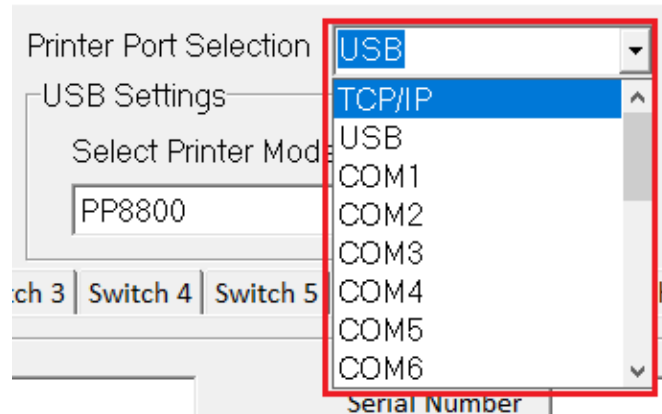 Printer Port Selection USB
USB Settings
TCP/IP
Select Printer Mode
USB
COM1
PP8800
COM2
COM3
ch 3 Switch 4 Switch 5
COM4
COM5
COM6
Serial Number